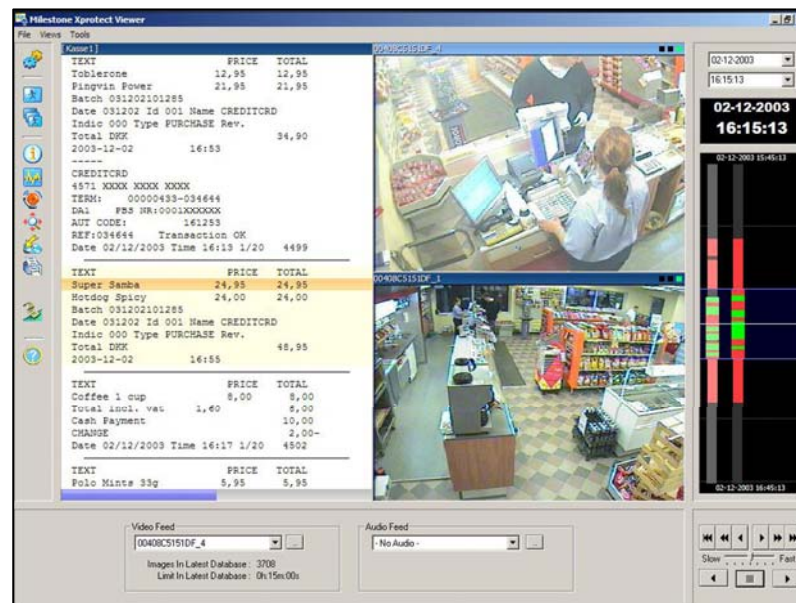 Milestone Xprotect Viewer
File Views Tools
Kasse1 ]
TEXT PRICE TOTAL
Toblerone 12,95 12,95
Pingvin Power 21,95 21,95
Batch 031202101285
Date 031202 Id 001 Name CREDITCRD
Indic 000 Type PURCHASE Rev.
Total DKK 34,90
2003-12-02 16:53
-----
CREDITCRD
4571 XXXX XXXX XXXX
TERM: 00000433-034644
DA1 PBS NR:0001XXXXXX
AUT CODE: 161253
REF:034644 Transaction OK
Date 02/12/2003 Time 16:13 1/20 4499
TEXT PRICE TOTAL
Super Samba 24,95 24,95
Hotdog Spicy 24,00 24,00
Batch 031202101285
Date 031202 Id 001 Name CREDITCRD
Indic 000 Type PURCHASE Rev.
Total DKK 48,95
2003-12-02 16:55
TEXT PRICE TOTAL
Coffee 1 cup 8,00 8,00
Total incl. vat 1,60 8,00
Cash Payment 10,00
CHANGE 2,00-
Date 02/12/2003 Time 16:17 1/20 4502
TEXT PRICE TOTAL
Polo Mints 33g 5,95 5,95
00408C5151DF_4
00408C5151DF_1
02-12-2003
16:15:13
02-12-2003
16:15:13
02-12-2003 15:45:13
02-12-2003 16:45:13
Video Feed
00408C5151DF_4
...
Images In Latest Database : 3708
Limit In Latest Database : 0h:15m:00s
Audio Feed
- No Audio -
...
Slow Fast